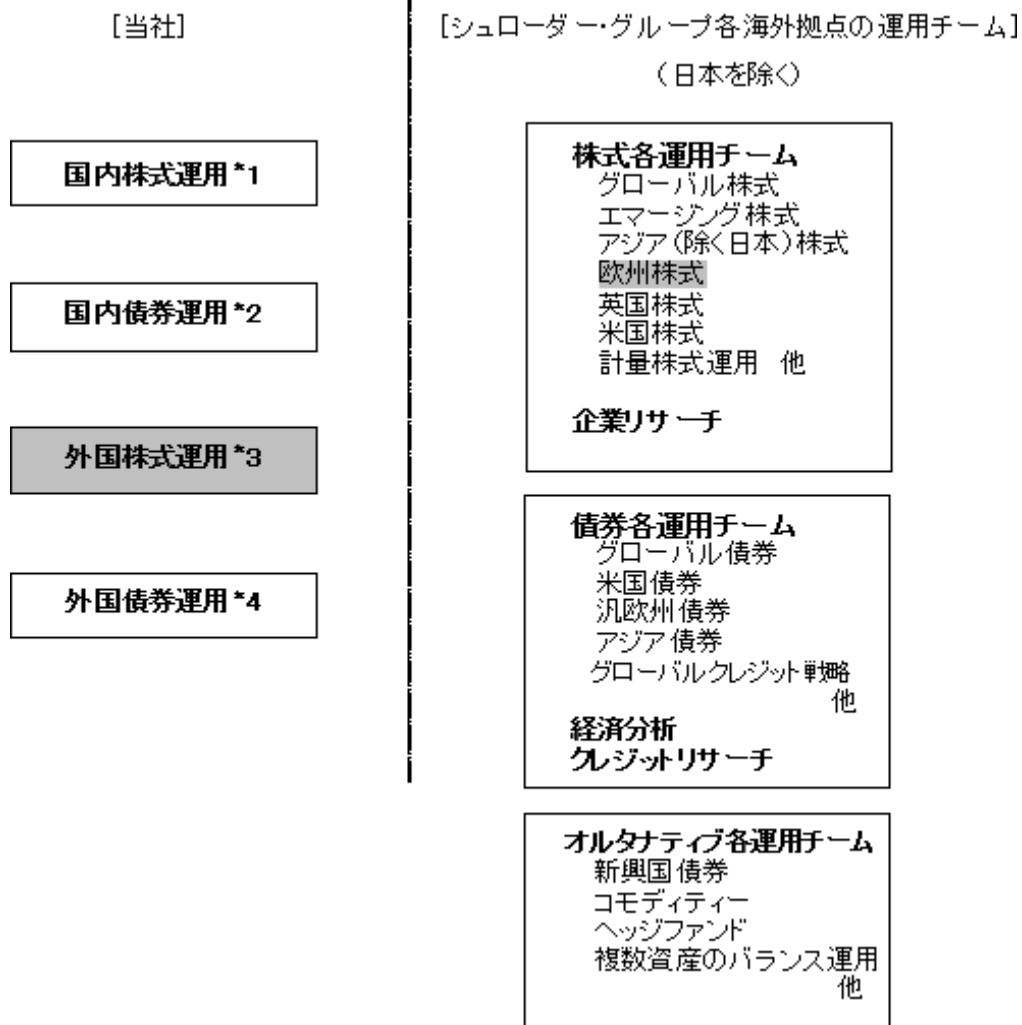 [当社]
[シュローダー・グループ各海外拠点の運用チーム]
（日本を除く）
国内株式運用*1
国内債券運用*2
外国株式運用*3
外国債券運用*4
株式各運用チーム
グローバル株式
エマージング株式
アジア（除く日本）株式
欧州株式
英国株式
米国株式
計量株式運用 他
企業リサーチ
債券各運用チーム
グローバル債券
米国債券
汎欧州債券
アジア債券
グローバルクレジット戦略
他
経済分析
クレジットリサーチ
オルタナティブ各運用チーム
新興国債券
コモディティー
ヘッジファンド
複数資産のバランス運用
他